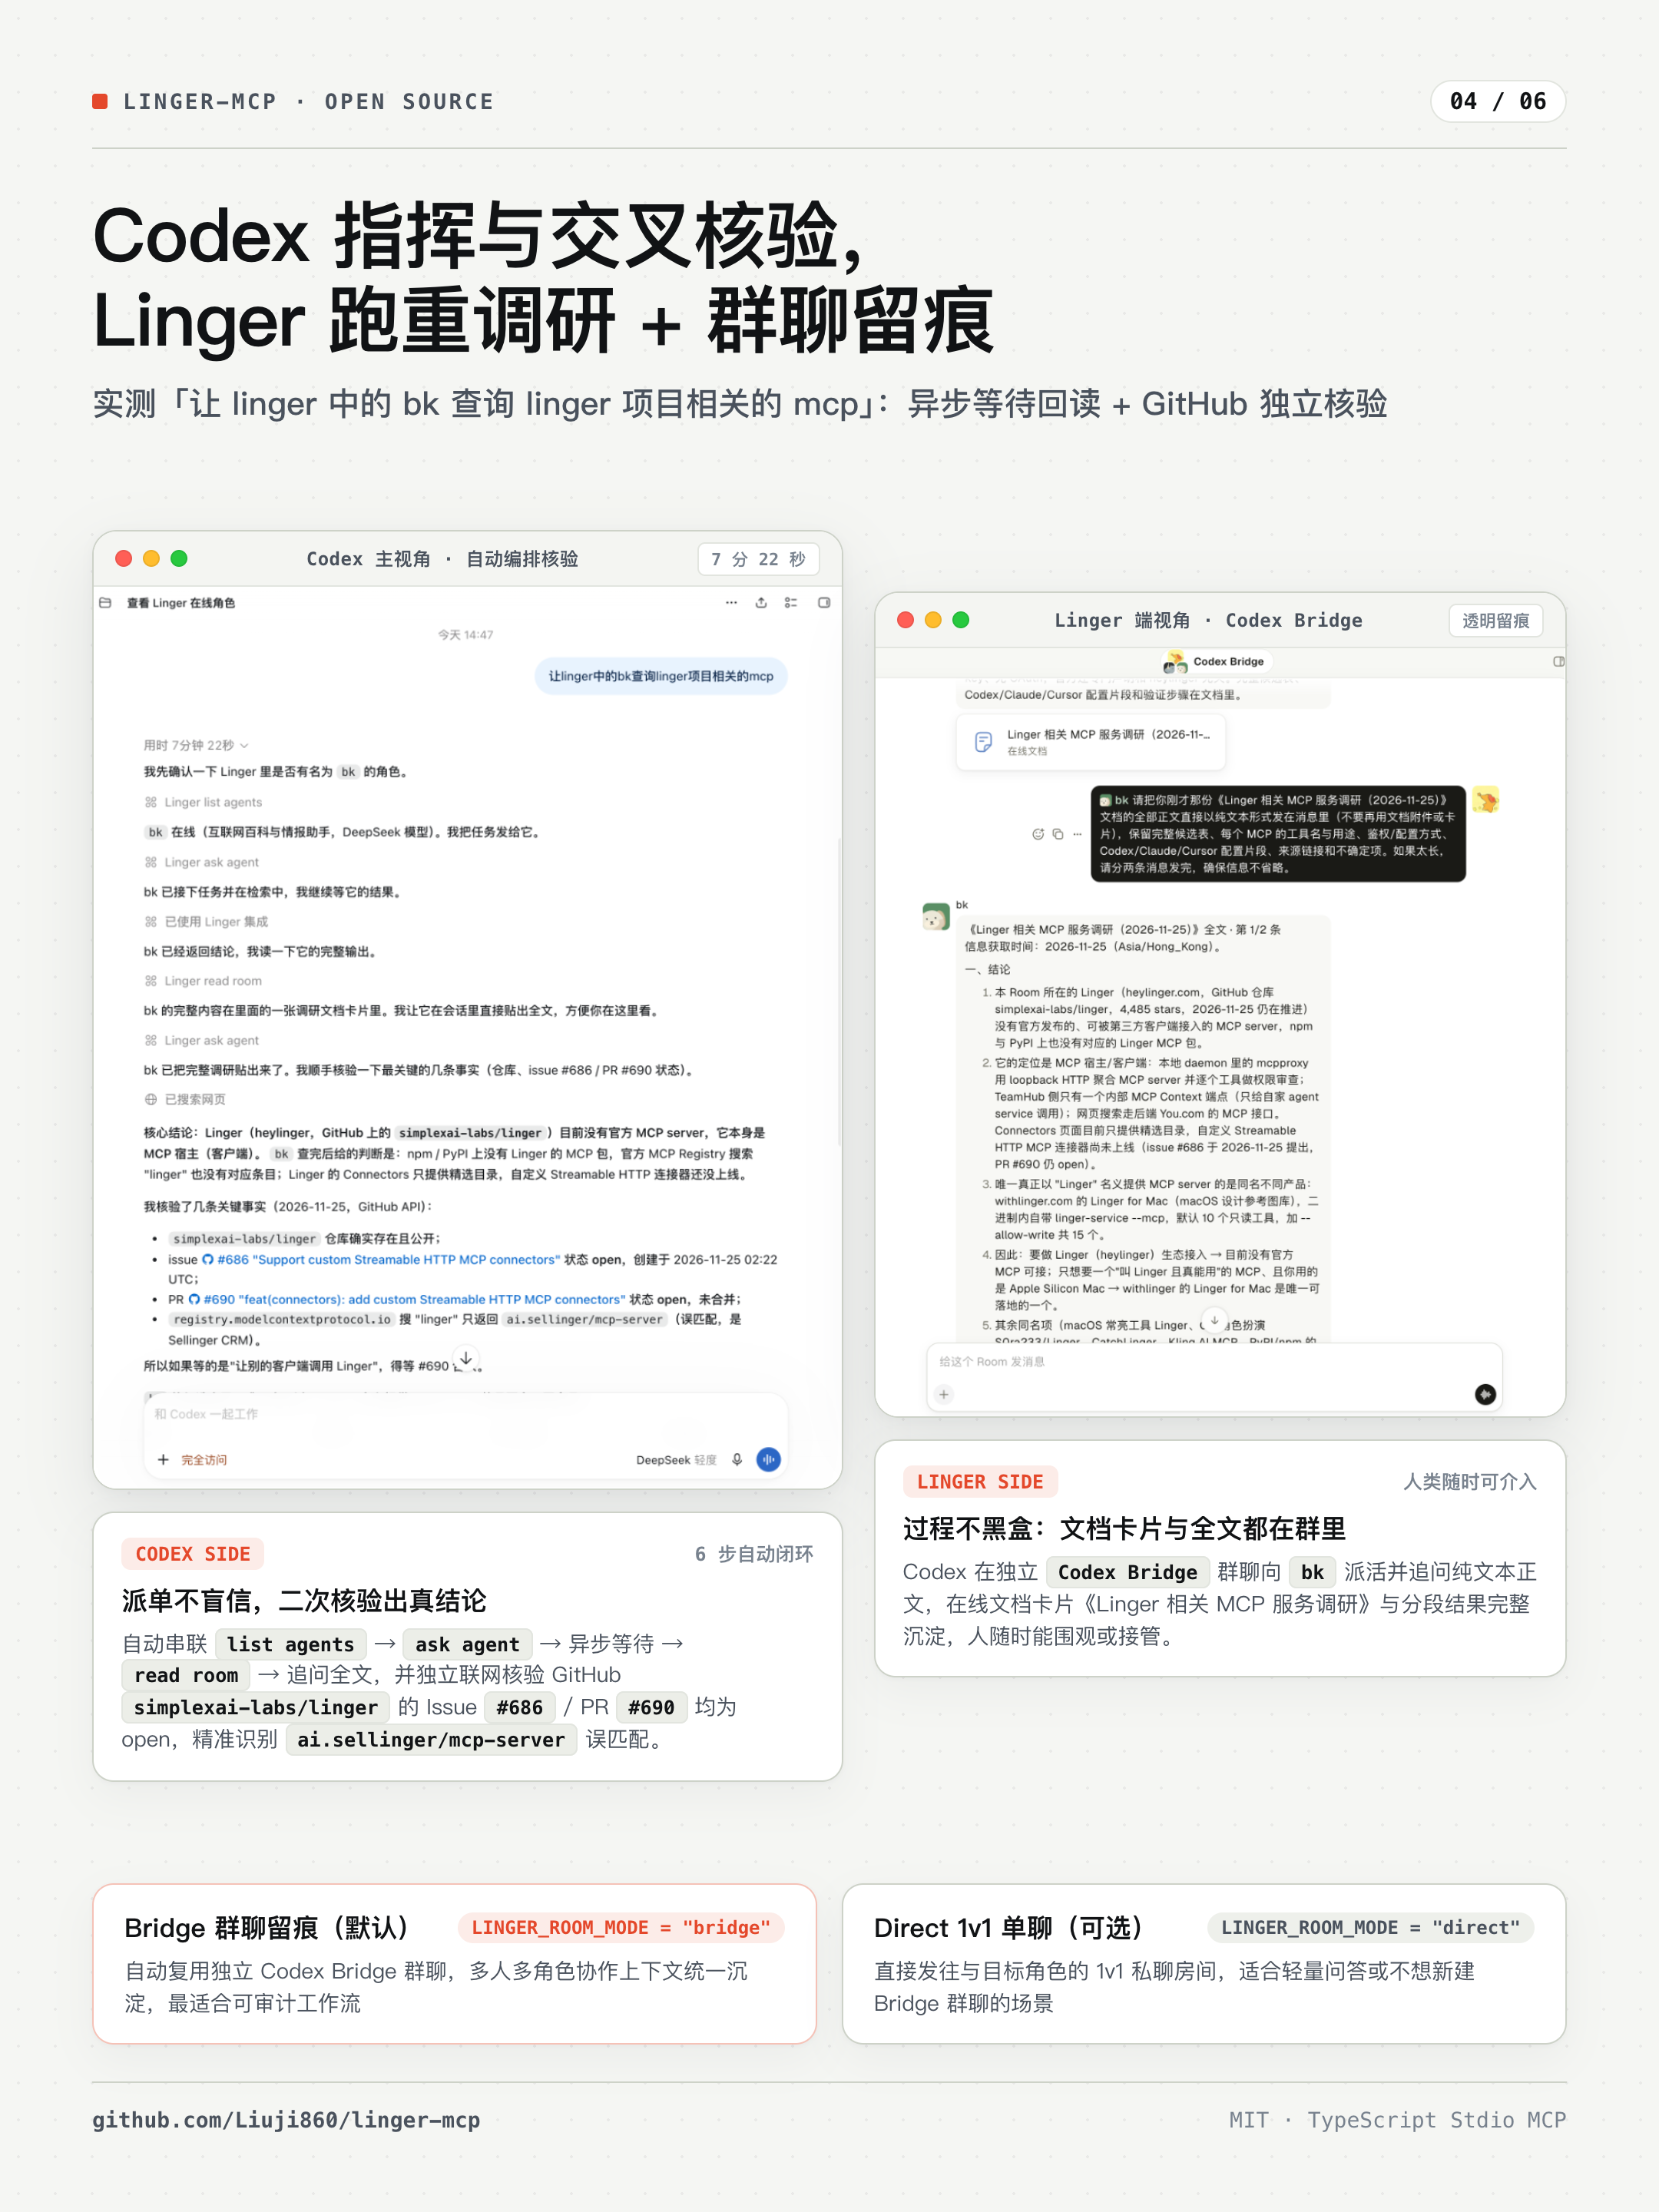 LINGER-MCP · OPEN SOURCE
04 / 06
Codex 指挥与交叉核验，
Linger 跑重调研 + 群聊留痕
实测「让 linger 中的 bk 查询 linger 项目相关的 mcp」：异步等待回读 + GitHub 独立核验
Codex 主视角 · 自动编排核验
7 分 22 秒
查看 Linger 在线角色
今天 14:47
让linger中的bk查询linger项目相关的mcp
用时 7分钟 22秒
我先确认一下 Linger 里是否有名为 bk 的角色。
Linger list agents
bk 在线（互联网百科与情报助手，DeepSeek 模型）。我把任务发给它。
Linger ask agent
bk 已接下任务并在检索中，我继续等它的结果。
已使用 Linger 集成
bk 已经返回结论，我读一下它的完整输出。
Linger read room
bk 的完整内容在里面的一张调研文档卡片里。我让它在会话里直接贴出全文，方便你在这里看。
Linger ask agent
bk 已把完整调研贴出来了。我顺手核验一下最关键的几条事实（仓库、issue #686 / PR #690 状态）。
已搜索网页
核心结论：Linger（heylinger，GitHub 上的 simplexai-labs/linger）目前没有官方 MCP server，它本身是
MCP 宿主（客户端）。 bk 查完后给的判断是：npm / PyPI 上没有 Linger 的 MCP 包，官方 MCP Registry 搜索
"linger" 也没有对应条目；Linger 的 Connectors 只提供精选目录，自定义 Streamable HTTP 连接器还没上线。
我核验了几条关键事实（2026-11-25，GitHub API）：
• simplexai-labs/linger 仓库确实存在且公开；
• issue #686 "Support custom Streamable HTTP MCP connectors" 状态 open，创建于 2026-11-25 02:22
UTC；
• PR #690 "feat(connectors): add custom Streamable HTTP MCP connectors" 状态 open，未合并；
• registry.modelcontextprotocol.io 搜 "linger" 只返回 ai.sellinger/mcp-server（误匹配，是
Sellinger CRM）。
所以如果等的是"让别的客户端调用 Linger"，得等 #690
和 Codex 一起工作
完全访问
DeepSeek 轻度
Linger 端视角 · Codex Bridge
透明留痕
Codex Bridge
Codex/Claude/Cursor 配置片段和验证步骤在文档里。
Linger 相关 MCP 服务调研（2026-11-...
在线文档
bk 请把你刚才那份《Linger 相关 MCP 服务调研（2026-11-25）》
文档的全部正文直接以纯文本形式发在消息里（不要再用文档附件或卡
片），保留完整候选表、每个 MCP 的工具名与用途、鉴权/配置方式、
Codex/Claude/Cursor 配置片段、来源链接和不确定项。如果太长，
请分两条消息发完，确保信息不省略。
bk
《Linger 相关 MCP 服务调研（2026-11-25）》全文 · 第 1/2 条
信息获取时间：2026-11-25（Asia/Hong_Kong）。
一、结论
1. 本 Room 所在的 Linger（heylinger.com，GitHub 仓库
simplexai-labs/linger，4,485 stars，2026-11-25 仍在推进）
没有官方发布的、可被第三方客户端接入的 MCP server，npm
与 PyPI 上也没有对应的 Linger MCP 包。
2. 它的定位是 MCP 宿主/客户端：本地 daemon 里的 mcpproxy
用 loopback HTTP 聚合 MCP server 并逐个工具做权限审查；
TeamHub 侧只有一个内部 MCP Context 端点（只给自家 agent
service 调用）；网页搜索走后端 You.com 的 MCP 接口。
Connectors 页面目前只提供精选目录，自定义 Streamable
HTTP MCP 连接器尚未上线（issue #686 于 2026-11-25 提出，
PR #690 仍 open）。
3. 唯一真正以 "Linger" 名义提供 MCP server 的是同名不同产品：
withlinger.com 的 Linger for Mac（macOS 设计参考图库），二
进制内自带 linger-service --mcp，默认 10 个只读工具，加 --
allow-write 共 15 个。
4. 因此：要做 Linger（heylinger）生态接入 → 目前没有官方
MCP 可接；只想要一个"叫 Linger 且真能用"的 MCP、且你用的
是 Apple Silicon Mac → withlinger 的 Linger for Mac 是唯一可
落地的一个。
5. 其余同名项（macOS 常亮工具 Linger、 色扮演
S0ra233/Linger、CatchLinger、Kling AI MCP、PyPI/npm 的
给这个 Room 发消息
CODEX SIDE
6 步自动闭环
派单不盲信，二次核验出真结论
自动串联 list agents → ask agent → 异步等待 →
read room → 追问全文，并独立联网核验 GitHub
simplexai-labs/linger 的 Issue #686 / PR #690 均为
open，精准识别 ai.sellinger/mcp-server 误匹配。
LINGER SIDE
人类随时可介入
过程不黑盒：文档卡片与全文都在群里
Codex 在独立 Codex Bridge 群聊向 bk 派活并追问纯文本正
文，在线文档卡片《Linger 相关 MCP 服务调研》与分段结果完整
沉淀，人随时能围观或接管。
Bridge 群聊留痕（默认）
LINGER_ROOM_MODE = "bridge"
自动复用独立 Codex Bridge 群聊，多人多角色协作上下文统一沉
淀，最适合可审计工作流
Direct 1v1 单聊（可选）
LINGER_ROOM_MODE = "direct"
直接发往与目标角色的 1v1 私聊房间，适合轻量问答或不想新建
Bridge 群聊的场景
github.com/Liuji860/linger-mcp
MIT · TypeScript Stdio MCP